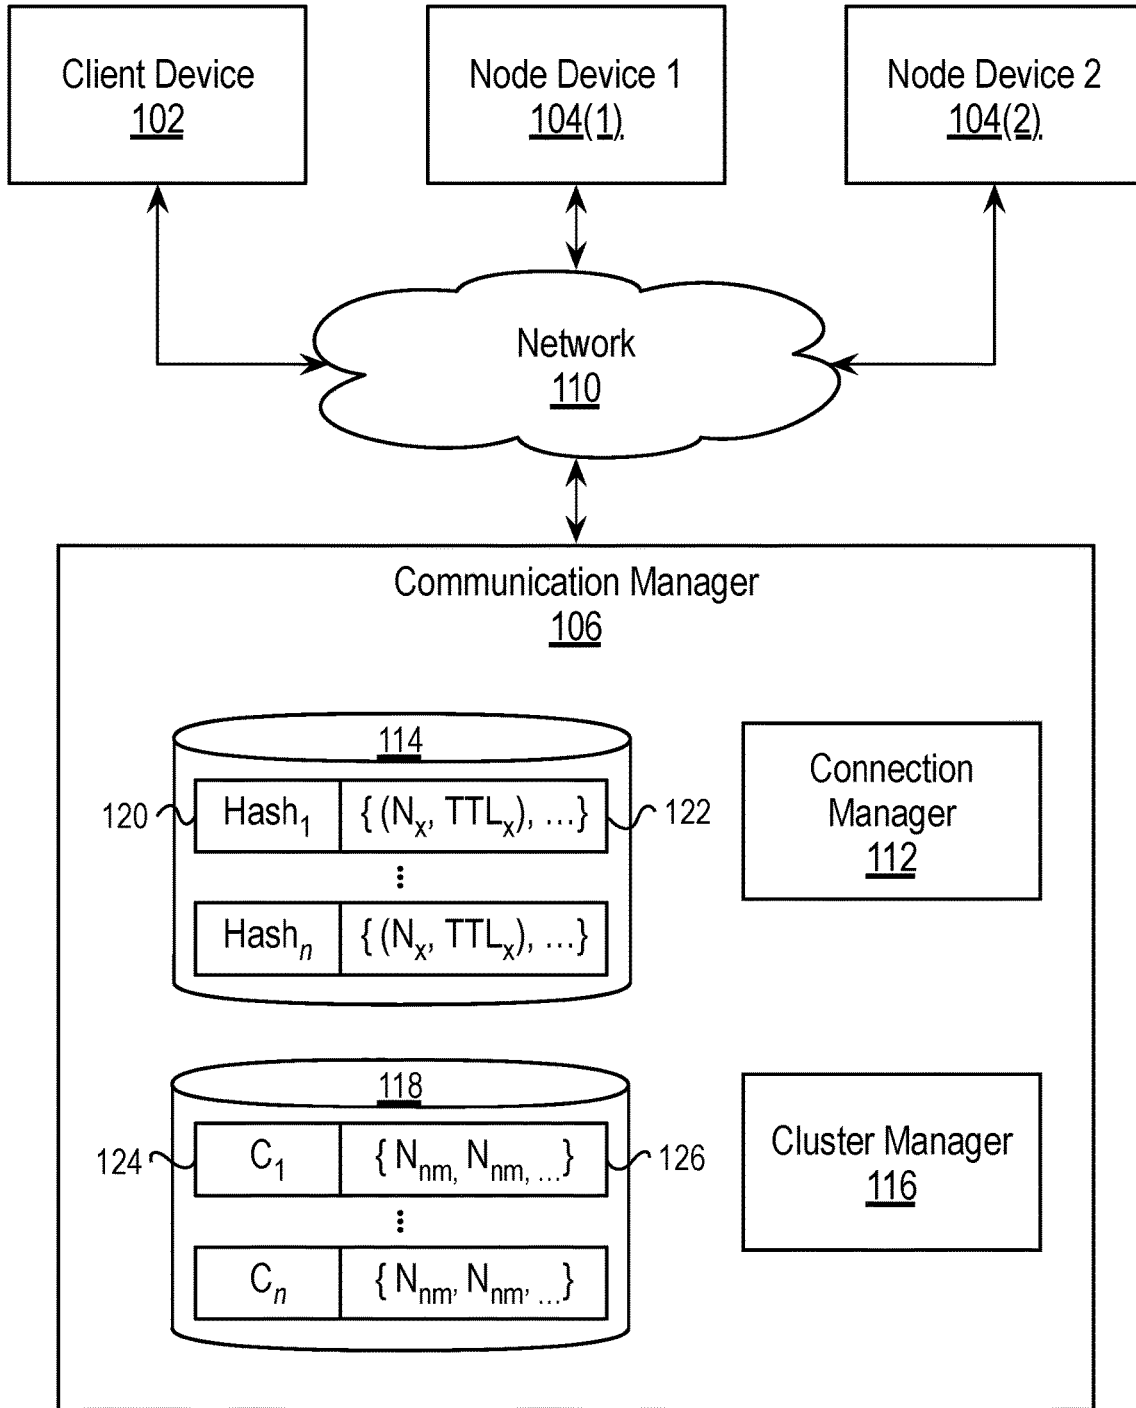 Client Device
102
Node Device 1
104(1)
Node Device 2
104(2)
Network
110
Communication Manager
106
114
120 Hash₁ { (Nₓ, TTLₓ), ...} 122
⋮
Hashₙ { (Nₓ, TTLₓ), ...}
Connection
Manager
112
118
124 C₁ { Nₙₘ, Nₙₘ, ...} 126
⋮
Cₙ { Nₙₘ, Nₙₘ, ...}
Cluster Manager
116